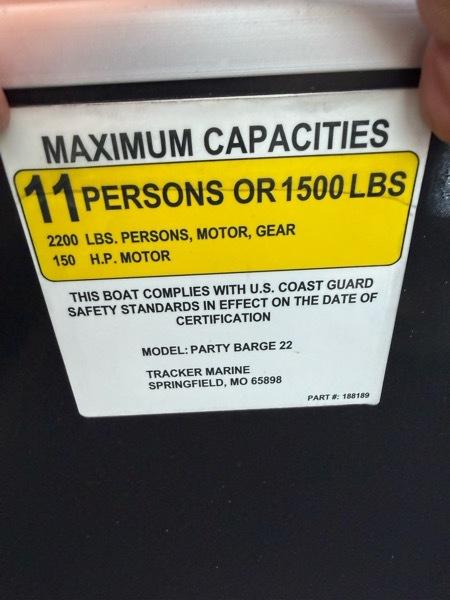 MAXIMUM CAPACITIES
11 PERSONS OR 1500 LBS
2200 LBS. PERSONS, MOTOR, GEAR
150 H.P. MOTOR
THIS BOAT COMPLIES WITH U.S. COAST GUARD
SAFETY STANDARDS IN EFFECT ON THE DATE OF
CERTIFICATION
MODEL: PARTY BARGE 22
TRACKER MARINE
SPRINGFIELD, MO 65898
PART #: 188189